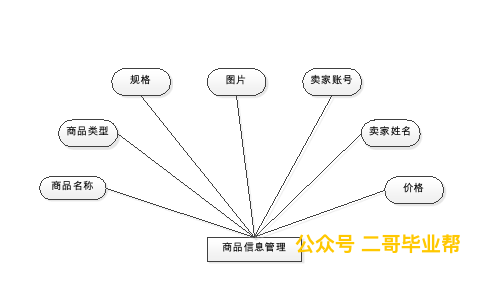 规格
图片
卖家账号
商品类型
卖家姓名
商品名称
价格
商品信息管理
公众号 二哥毕业帮